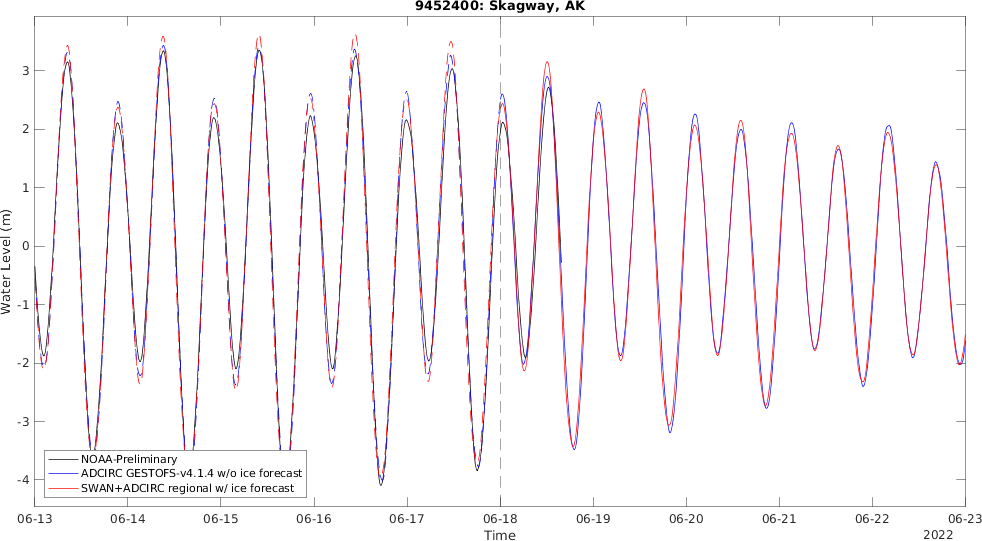 9452400: Skagway, AK
Water Level (m)
3
2
1
0
-1
-2
-3
-4
NOAA-Preliminary
ADCIRC GESTOFS-v4.1.4 w/o ice forecast
SWAN+ADCIRC regional w/ ice forecast
06-13 06-14 06-15 06-16 06-17 06-18 06-19 06-20 06-21 06-22 06-23
Time
2022